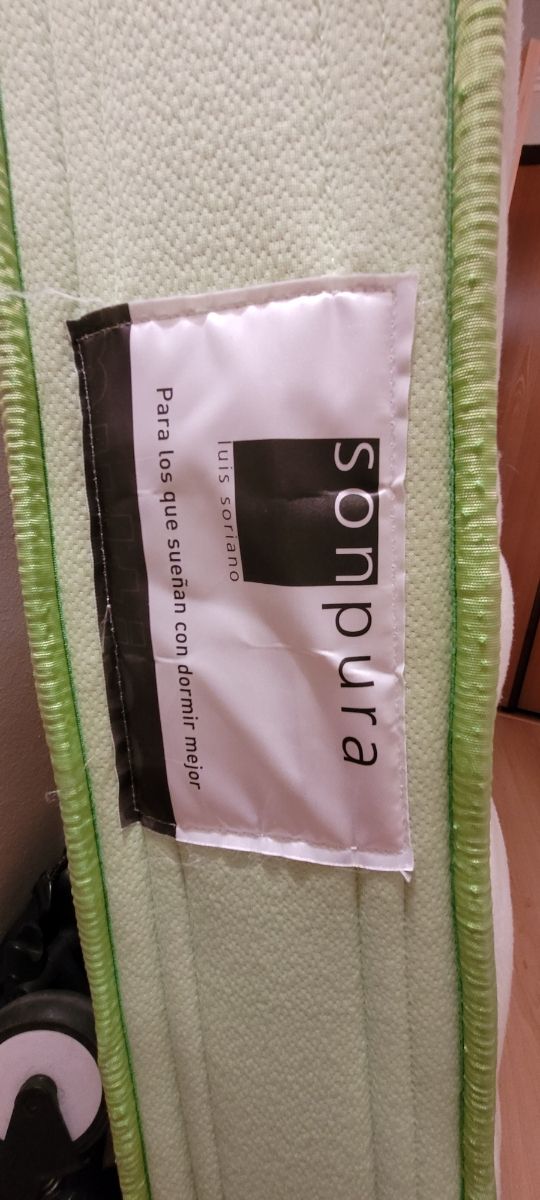 sonpura
luis soriano
Para los que sueñan con dormir mejor